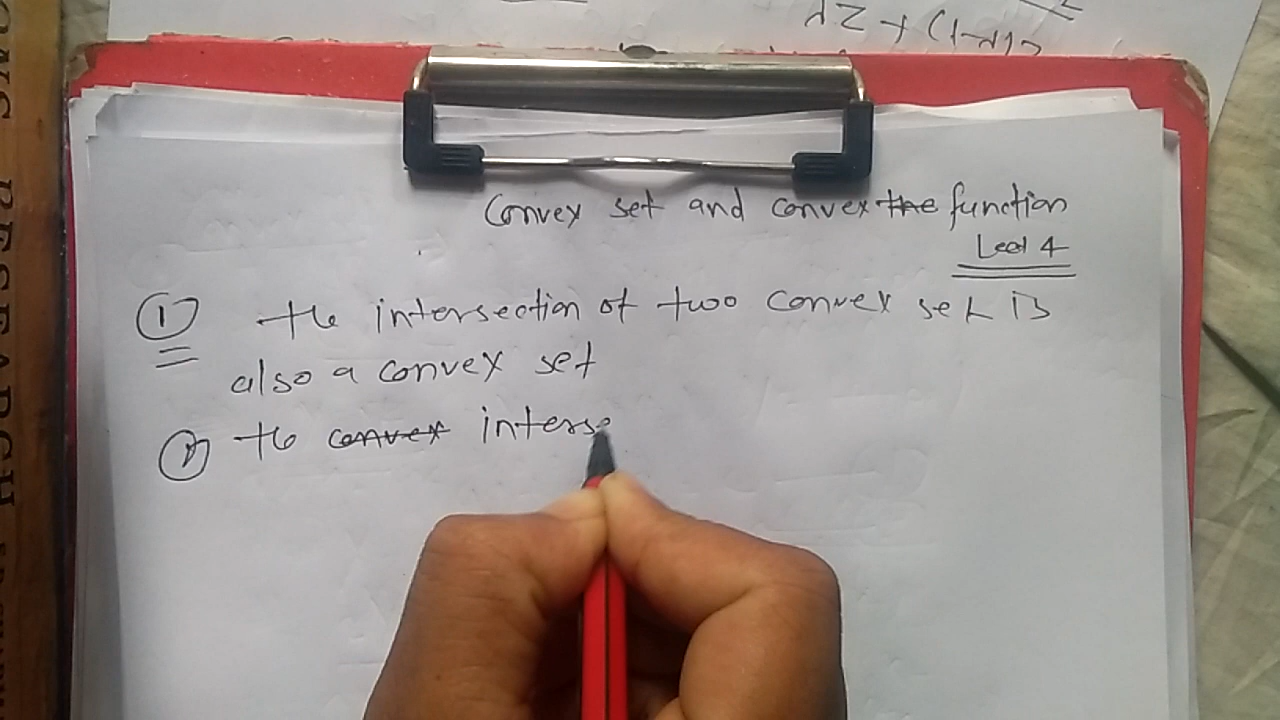 Convex set and convex the function
Lect 4
① the intersection of two convex set is
also a convex set
② the convex interse